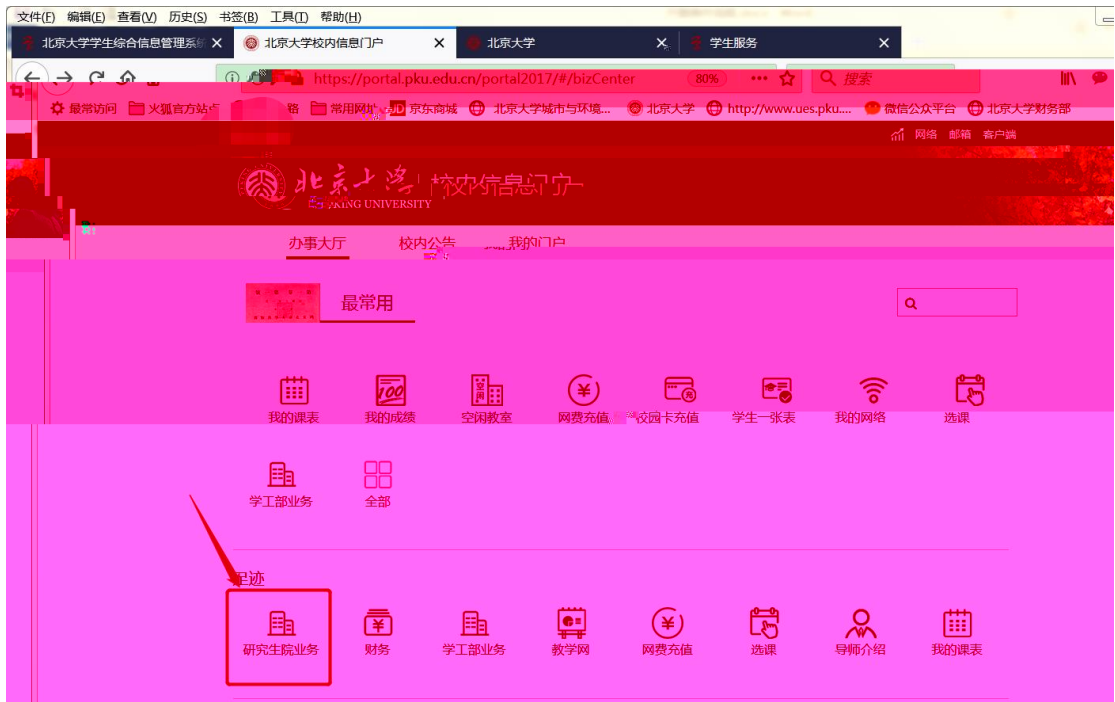 文件(F) 编辑(E) 查看(V) 历史(S) 书签(B) 工具(T) 帮助(H)
北京大学学生综合信息管理系统 北京大学校内信息门户 北京大学 学生服务
https://portal.pku.edu.cn/portal2017/#/bizCenter 80% 搜索
最常访问 火狐官方站点 常用网址 JD 京东商城 北京大学城市与环境... 北京大学 http://www.ues.pku.... 微信公众平台 北京大学财务部
网络 邮箱 客户端
北京大学 校内信息门户
PEKING UNIVERSITY
办事大厅 校内公告 我的门户
最常用
我的课表 我的成绩 空闲教室 网费充值 校园卡充值 学生一张表 我的网络 选课
学工部业务 全部
足迹
研究生院业务 财务 学工部业务 教学网 网费充值 选课 导师介绍 我的课表